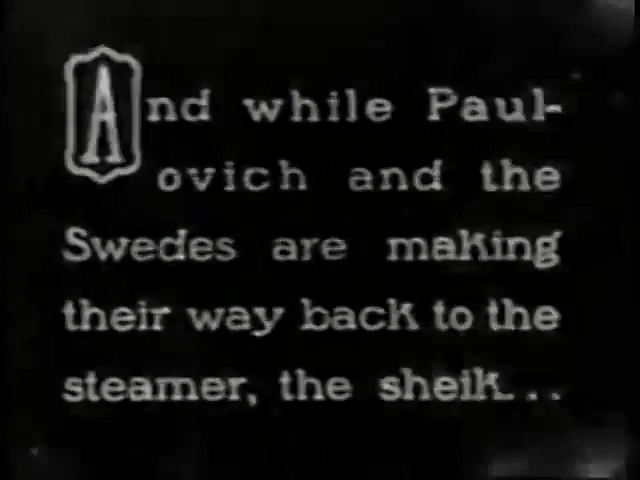 And while Paul-
ovich and the
Swedes are making
their way back to the
steamer, the sheik...